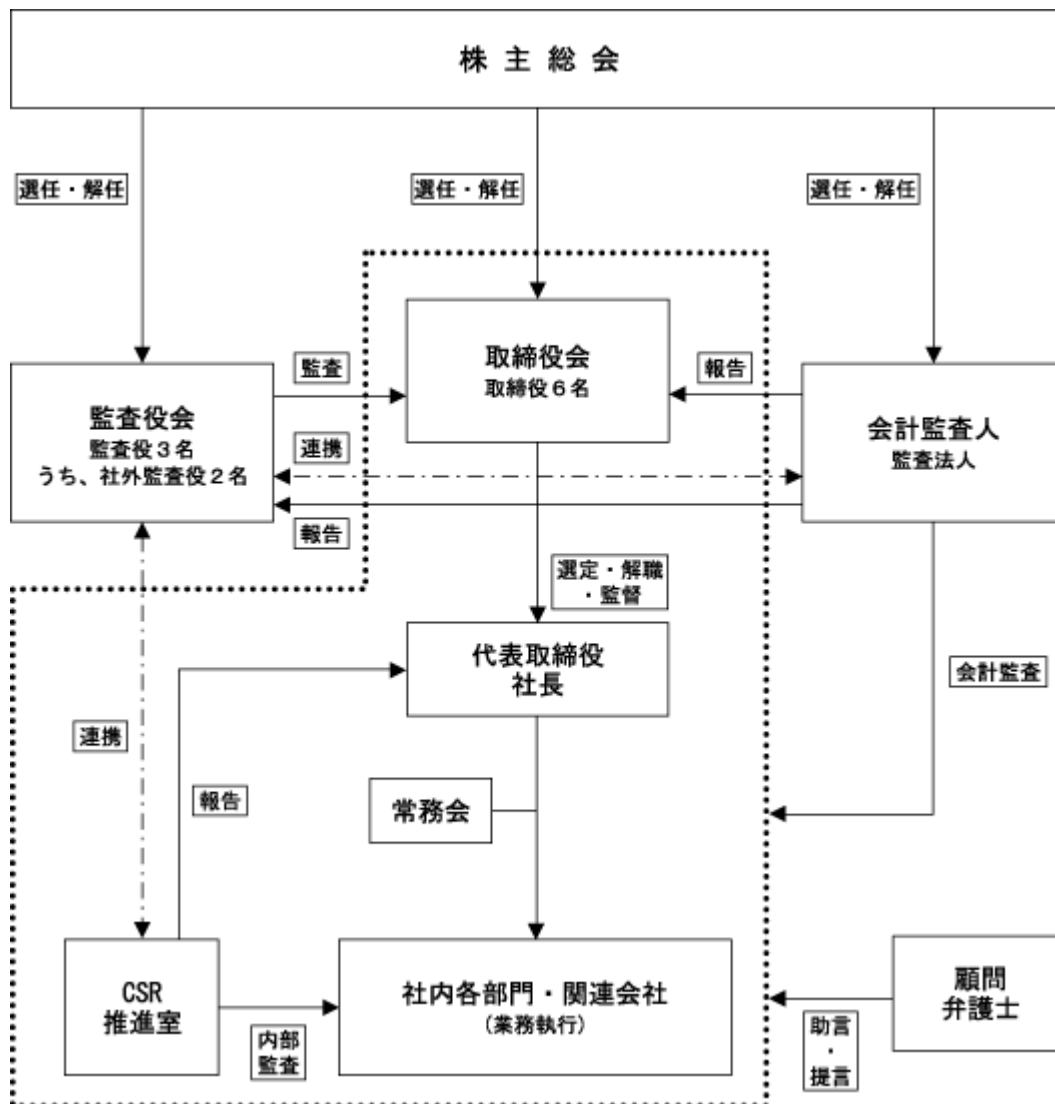 株主総会
選任・解任
選任・解任
選任・解任
取締役会
取締役６名
監査
報告
監査役会
監査役３名
うち、社外監査役２名
会計監査人
監査法人
連携
報告
選定・解職
・監督
代表取締役
社長
会計監査
連携
報告
常務会
CSR
推進室
社内各部門・関連会社
(業務執行)
顧問
弁護士
内部
監査
助言
・
提言